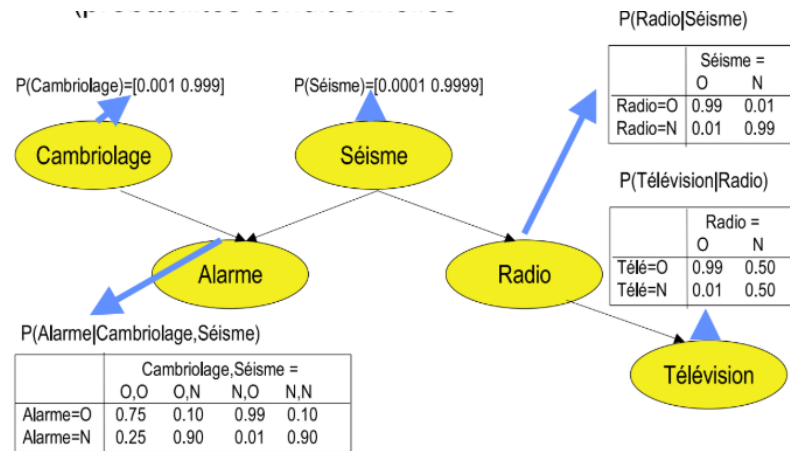 P(Radio|Séisme)
P(Cambriolage)=[0.001 0.999]
P(Séisme)=[0.0001 0.9999]
Séisme =
O N
Radio=O 0.99 0.01
Radio=N 0.01 0.99
Cambriolage
Séisme
P(Télévision|Radio)
Radio =
O N
Télé=O 0.99 0.50
Télé=N 0.01 0.50
Alarme
Radio
P(Alarme|Cambriolage,Séisme)
Cambriolage,Séisme =
O,O O,N N,O N,N
Alarme=O 0.75 0.10 0.99 0.10
Alarme=N 0.25 0.90 0.01 0.90
Télévision